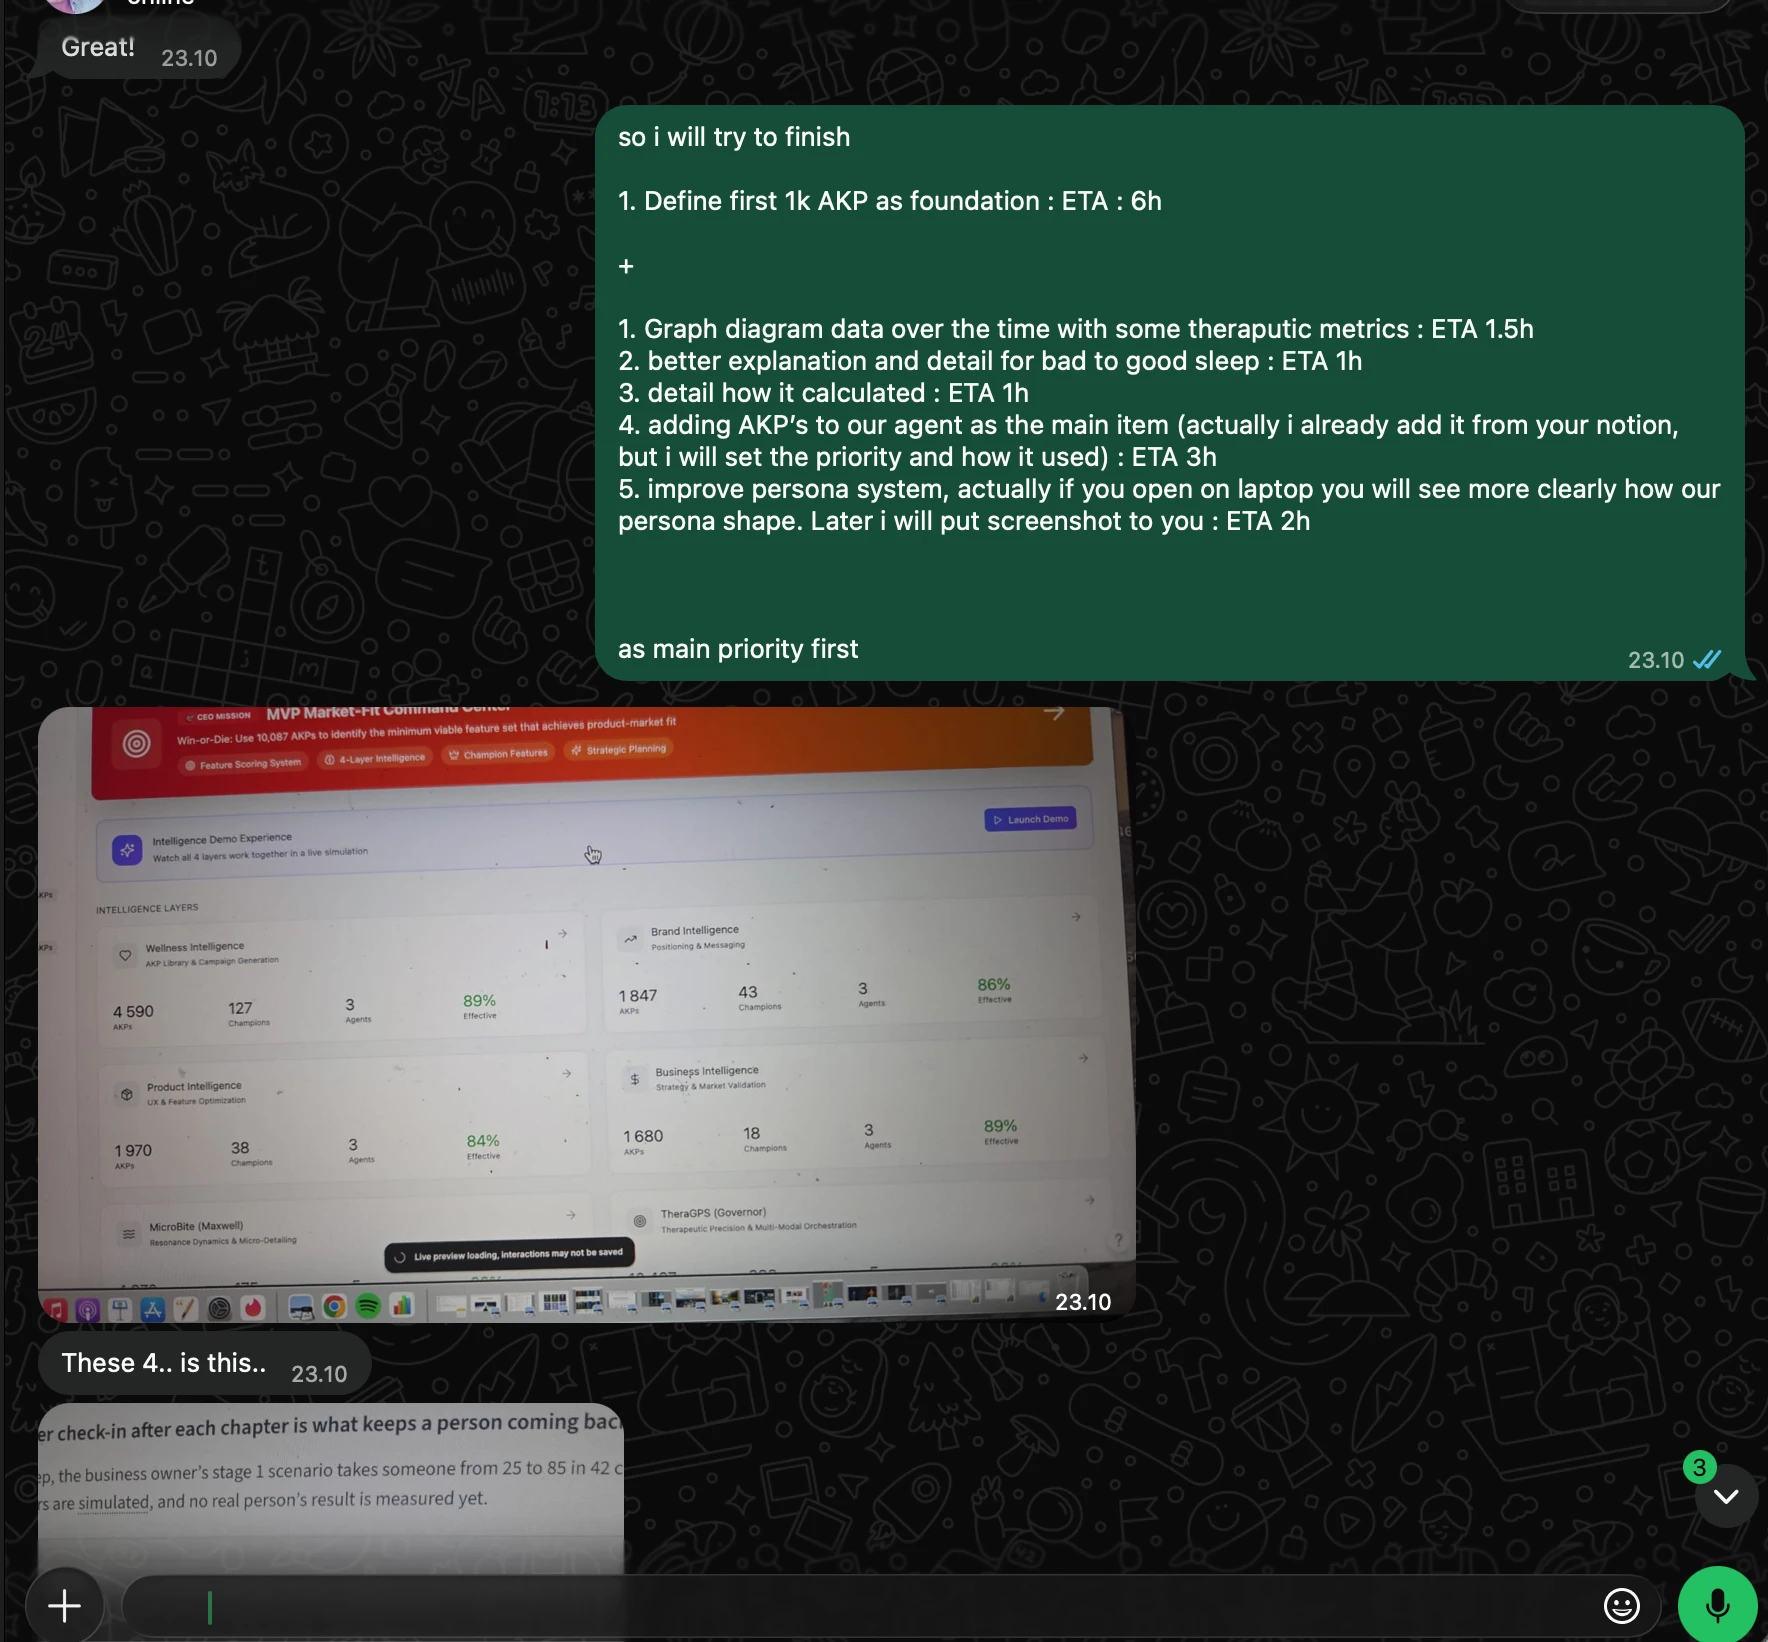 online
Great! 23.10
so i will try to finish
1. Define first 1k AKP as foundation : ETA : 6h
+
1. Graph diagram data over the time with some theraputic metrics : ETA 1.5h
2. better explanation and detail for bad to good sleep : ETA 1h
3. detail how it calculated : ETA 1h
4. adding AKP’s to our agent as the main item (actually i already add it from your notion,
but i will set the priority and how it used) : ETA 3h
5. improve persona system, actually if you open on laptop you will see more clearly how our
persona shape. Later i will put screenshot to you : ETA 2h
as main priority first
23.10
CEO MISSION MVP Market-Fit Command Center
Win-or-Die: Use 10,087 AKPs to identify the minimum viable feature set that achieves product-market fit
Feature Scoring System 4-Layer Intelligence Champion Features Strategic Planning
Intelligence Demo Experience
Watch all 4 layers work together in a live simulation
Launch Demo
KPs
KPs
INTELLIGENCE LAYERS
Wellness Intelligence
AKP Library & Campaign Generation
4 590 127 3 89%
AKPs Champions Agents Effective
Brand Intelligence
Positioning & Messaging
1 847 43 3 86%
AKPs Champions Agents Effective
Product Intelligence
UX & Feature Optimization
1 970 38 3 84%
AKPs Champions Agents Effective
Business Intelligence
Strategy & Market Validation
1 680 18 3 89%
AKPs Champions Agents Effective
MicroBite (Maxwell)
Resonance Dynamics & Micro-Detailing
TheraGPS (Governor)
Therapeutic Precision & Multi-Modal Orchestration
Live preview loading, interactions may not be saved
?
23.10
These 4.. is this.. 23.10
er check-in after each chapter is what keeps a person coming bac
ep, the business owner's stage 1 scenario takes someone from 25 to 85 in 42 c
rs are simulated, and no real person's result is measured yet.
3